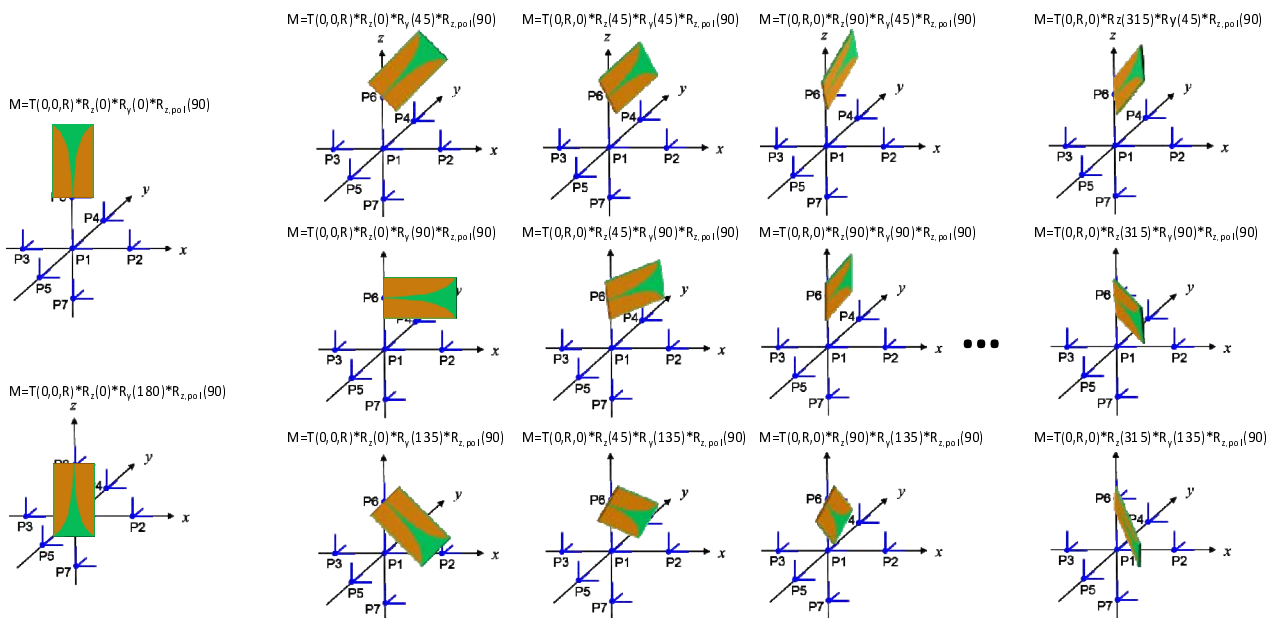 M=T(0,0,R)*Rz(0)*Ry(0)*Rz,pol(90)
y
P4
P3
P1
P2
x
P5
P7
M=T(0,0,R)*Rz(0)*Ry(180)*Rz,pol(90)
z
y
4
P3
P2
x
P5
P7
M=T(0,0,R)*Rz(0)*Ry(45)*Rz,pol(90)
z
P6
y
P4
P3
P1
P2
x
P5
P7
M=T(0,R,0)*Rz(45)*Ry(45)*Rz,pol(90)
z
P6
y
P4
P3
P1
P2
x
P5
P7
M=T(0,R,0)*Rz(90)*Ry(45)*Rz,pol(90)
z
P6
y
P4
P3
P1
P2
x
P5
P7
M=T(0,R,0)*Rz(315)*Ry(45)*Rz,pol(90)
z
P6
y
P4
P3
P1
P2
x
P5
P7
M=T(0,0,R)*Rz(0)*Ry(90)*Rz,pol(90)
P6
P3
P1
P2
x
P5
P7
M=T(0,R,0)*Rz(45)*Ry(90)*Rz,pol(90)
P6
y
P4
P3
P1
P2
x
P5
P7
M=T(0,R,0)*Rz(90)*Ry(90)*Rz,pol(90)
P6
y
P4
P3
P1
P2
x
P5
P7
•••
M=T(0,R,0)*Rz(315)*Ry(90)*Rz,pol(90)
P6
y
P3
P1
P2
x
P5
P7
M=T(0,0,R)*Rz(0)*Ry(135)*Rz,pol(90)
P6
y
P3
P1
P2
x
P5
P7
M=T(0,R,0)*Rz(45)*Ry(135)*Rz,pol(90)
P6
y
P3
P1
P2
x
P5
P7
M=T(0,R,0)*Rz(90)*Ry(135)*Rz,pol(90)
P6
y
4
P3
P1
P2
x
P5
P7
M=T(0,R,0)*Rz(315)*Ry(135)*Rz,pol(90)
P6
y
P4
P3
P1
P2
x
P5
P7